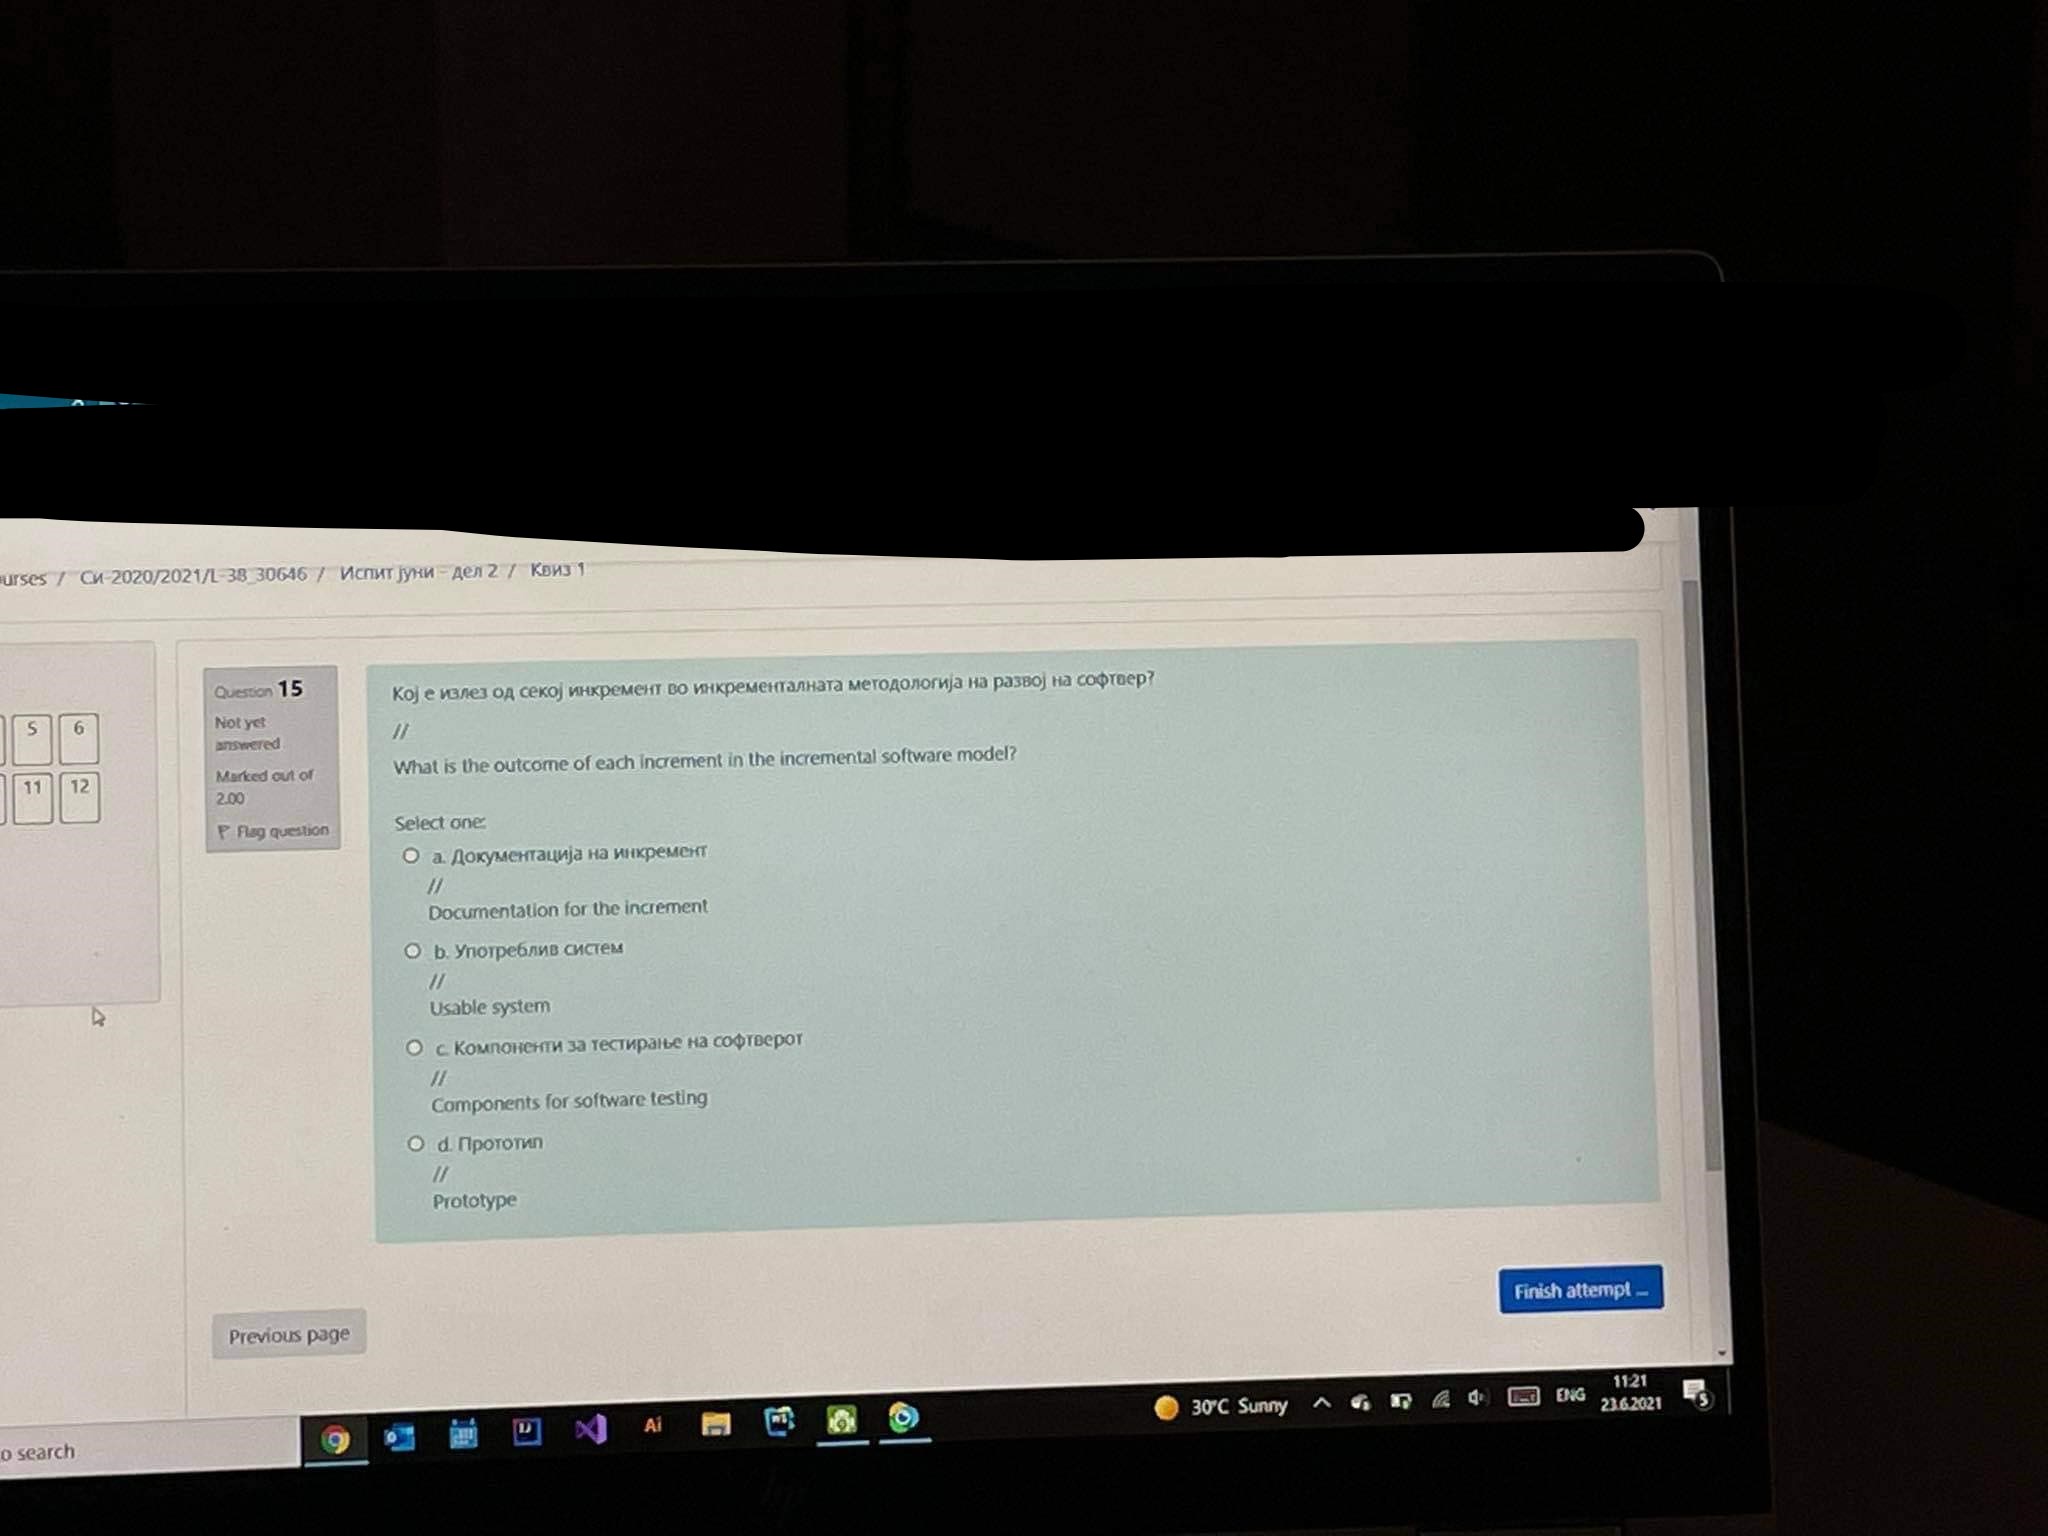 urses / Си-2020/2021/L-38_30646 / Испит јуни - дел 2 / Квиз 1
5 6
11 12
Question 15
Not yet
answered
Marked out of
2.00
Flag question
Кој е излез од секој инкремент во инкременталната методологија на развој на софтвер?
//
What is the outcome of each increment in the incremental software model?
Select one:
a. Документација на инкремент
//
Documentation for the increment
b. Употреблив систем
//
Usable system
c. Компоненти за тестирање на софтверот
//
Components for software testing
d. Прототип
//
Prototype
Finish attempt ...
Previous page
o search
Ai
30°C Sunny
ENG
11:21
23.6.2021
5